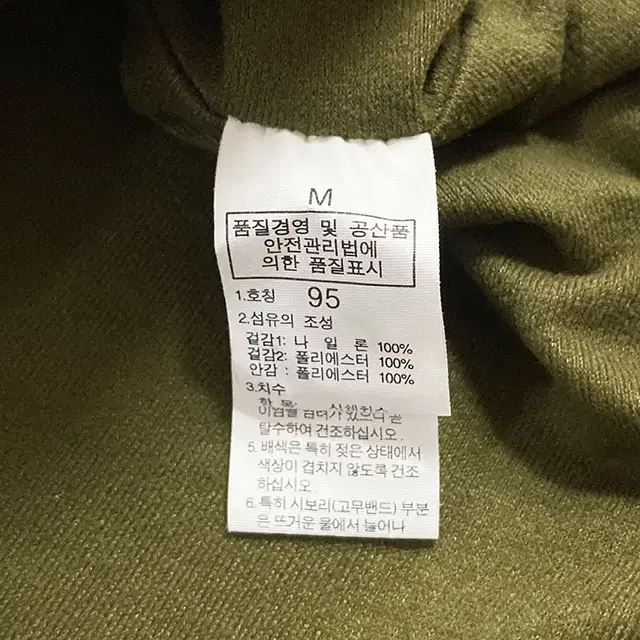 M
품질경영 및 공산품
안전관리법에
의한 품질표시
1.호칭 95
2.섬유의 조성
겉감1: 나 일 론 100%
겉감2: 폴리에스터 100%
안감 : 폴리에스터 100%
3.치수
탈수하여 건조하십시오.
5. 배색은 특히 젖은 상태에서
색상이 겹치지 않도록 건조
하십시오.
6. 특히 시보리(고무밴드) 부분
은 뜨거운 물에서 늘어나